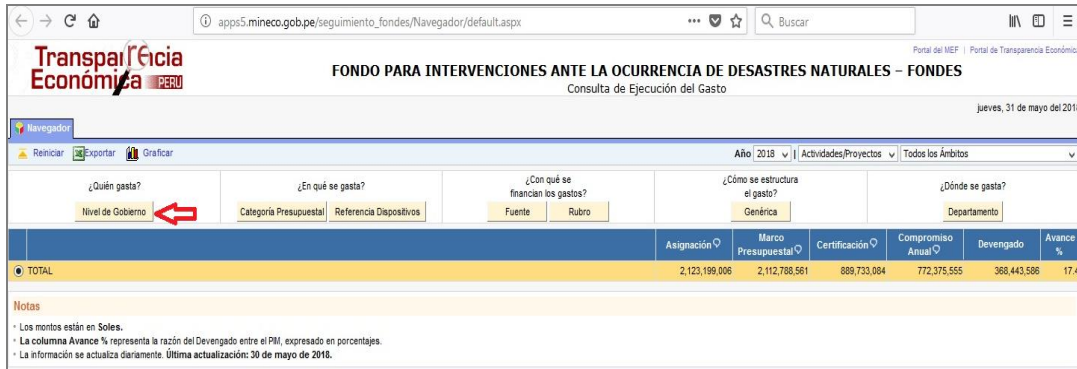 apps5.mineco.gob.pe/seguimiento_fondes/Navegador/default.aspx
Buscar
Transparencia
Económica PERU
Portal del MEF | Portal de Transparencia Económica
FONDO PARA INTERVENCIONES ANTE LA OCURRENCIA DE DESASTRES NATURALES – FONDES
Consulta de Ejecución del Gasto
jueves, 31 de mayo del 2018
Navegador
Reiniciar Exportar Graficar
Año 2018 | Actividades/Proyectos Todos los Ámbitos
¿Quién gasta?
Nivel de Gobierno
¿En qué se gasta?
Categoría Presupuestal Referencia Dispositivos
¿Con qué se
financian los gastos?
Fuente Rubro
¿Cómo se estructura
el gasto?
Genérica
¿Dónde se gasta?
Departamento
Asignación Marco Presupuestal Certificación Compromiso Anual Devengado Avance %
TOTAL 2,123,199,006 2,112,788,561 889,733,084 772,375,555 368,443,586 17.4
Notas
Los montos están en Soles.
La columna Avance % representa la razón del Devengado entre el PIM, expresado en porcentajes.
La información se actualiza diariamente. Última actualización: 30 de mayo de 2018.